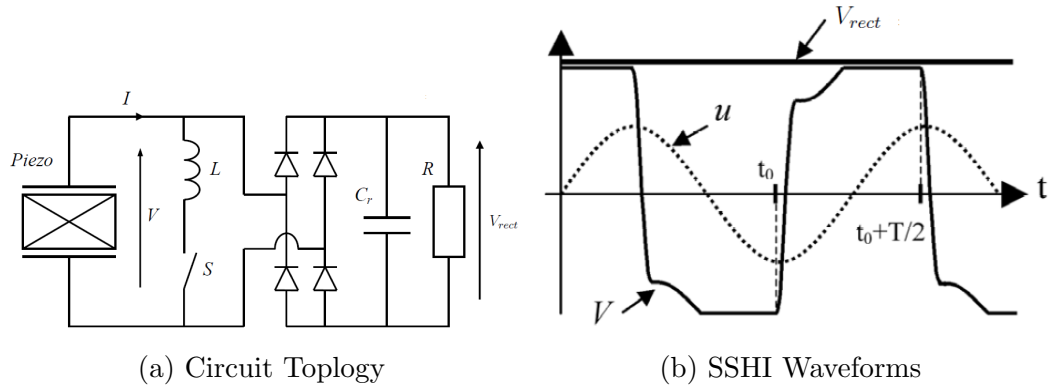 I
Piezo
V
L
S
C_r
R
V_rect
V_rect
u
t_0
t
t_0+T/2
V
(a) Circuit Toplogy
(b) SSHI Waveforms